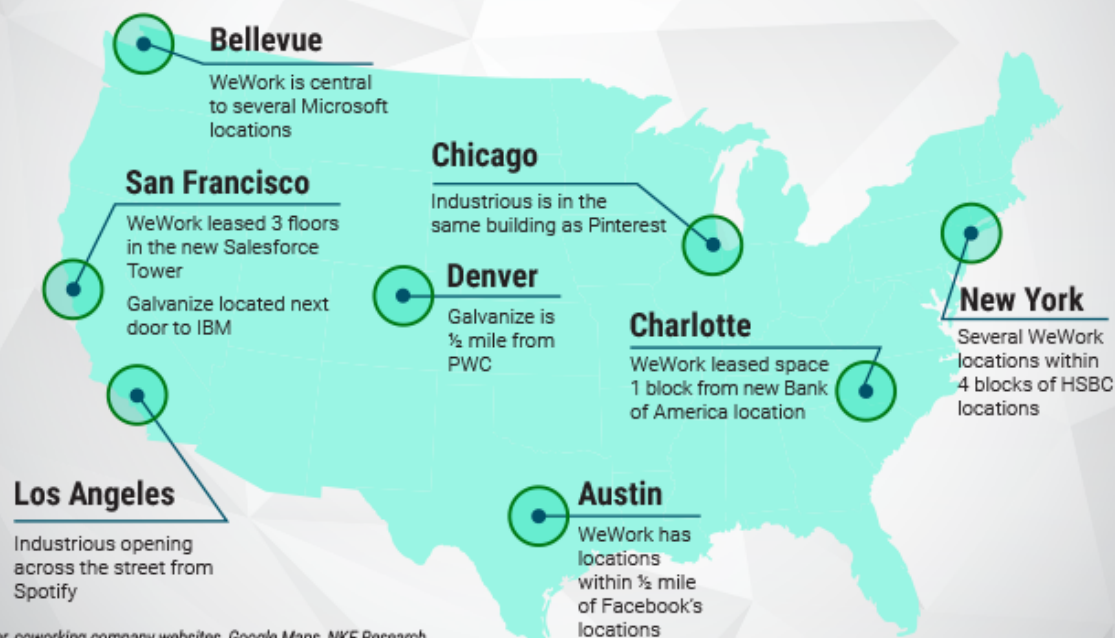 Bellevue
WeWork is central
to several Microsoft
locations
San Francisco
WeWork leased 3 floors
in the new Salesforce
Tower
Galvanize located next
door to IBM
Chicago
Industrious is in the
same building as Pinterest
Denver
Galvanize is
½ mile from
PWC
Charlotte
WeWork leased space
1 block from new Bank
of America location
New York
Several WeWork
locations within
4 blocks of HSBC
locations
Los Angeles
Industrious opening
across the street from
Spotify
Austin
WeWork has
locations
within ½ mile
of Facebook's
locations
coworking company websites, Google Maps, NKF Research